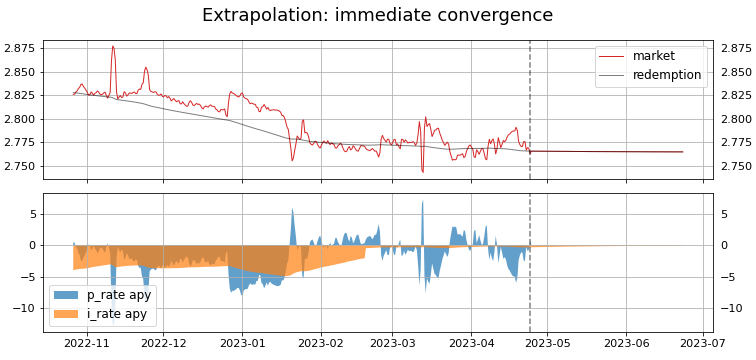 Extrapolation: immediate convergence
2.875 2.875
2.850 2.850
2.825 2.825
2.800 2.800
2.775 2.775
2.750 2.750
market
redemption
5 5
0 0
−5 −5
−10 −10
p_rate apy
i_rate apy
2022-11 2022-12 2023-01 2023-02 2023-03 2023-04 2023-05 2023-06 2023-07